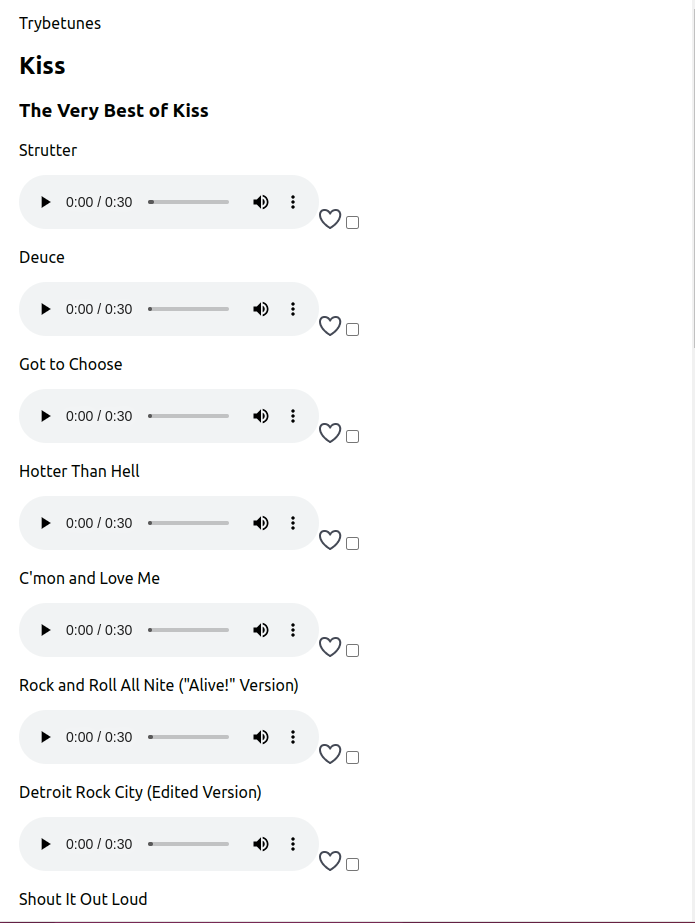 Trybetunes
Kiss
The Very Best of Kiss
Strutter
0:00 / 0:30
Deuce
0:00 / 0:30
Got to Choose
0:00 / 0:30
Hotter Than Hell
0:00 / 0:30
C'mon and Love Me
0:00 / 0:30
Rock and Roll All Nite ("Alive!" Version)
0:00 / 0:30
Detroit Rock City (Edited Version)
0:00 / 0:30
Shout It Out Loud